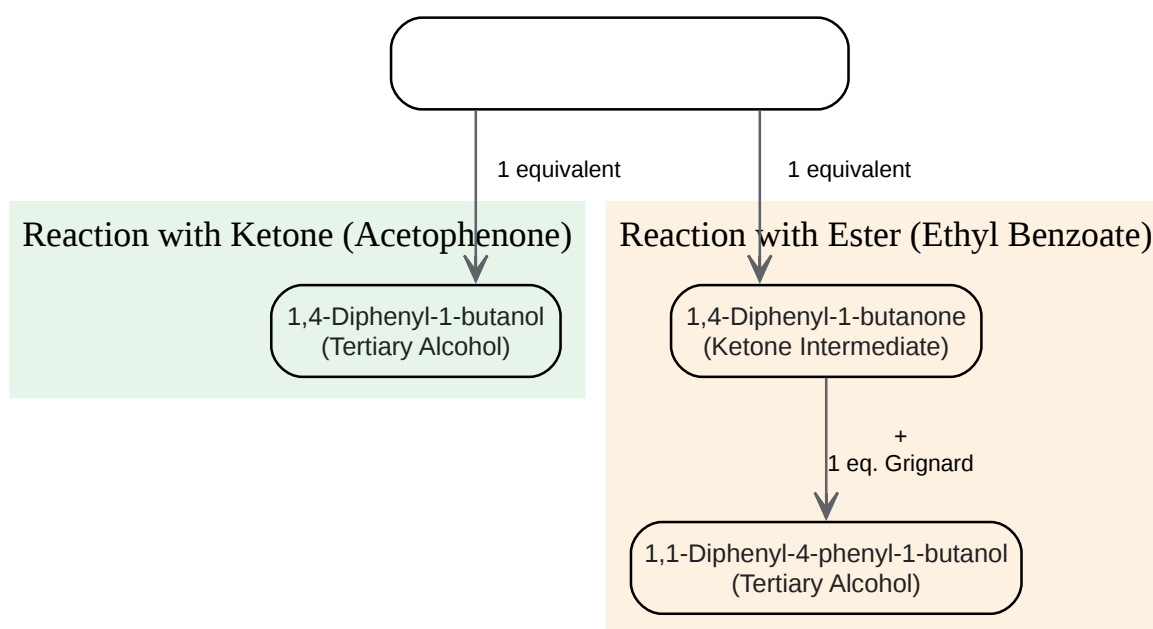 1 equivalent
1 equivalent
Reaction with Ketone (Acetophenone)
1,4-Diphenyl-1-butanol
(Tertiary Alcohol)
Reaction with Ester (Ethyl Benzoate)
1,4-Diphenyl-1-butanone
(Ketone Intermediate)
+
1 eq. Grignard
1,1-Diphenyl-4-phenyl-1-butanol
(Tertiary Alcohol)